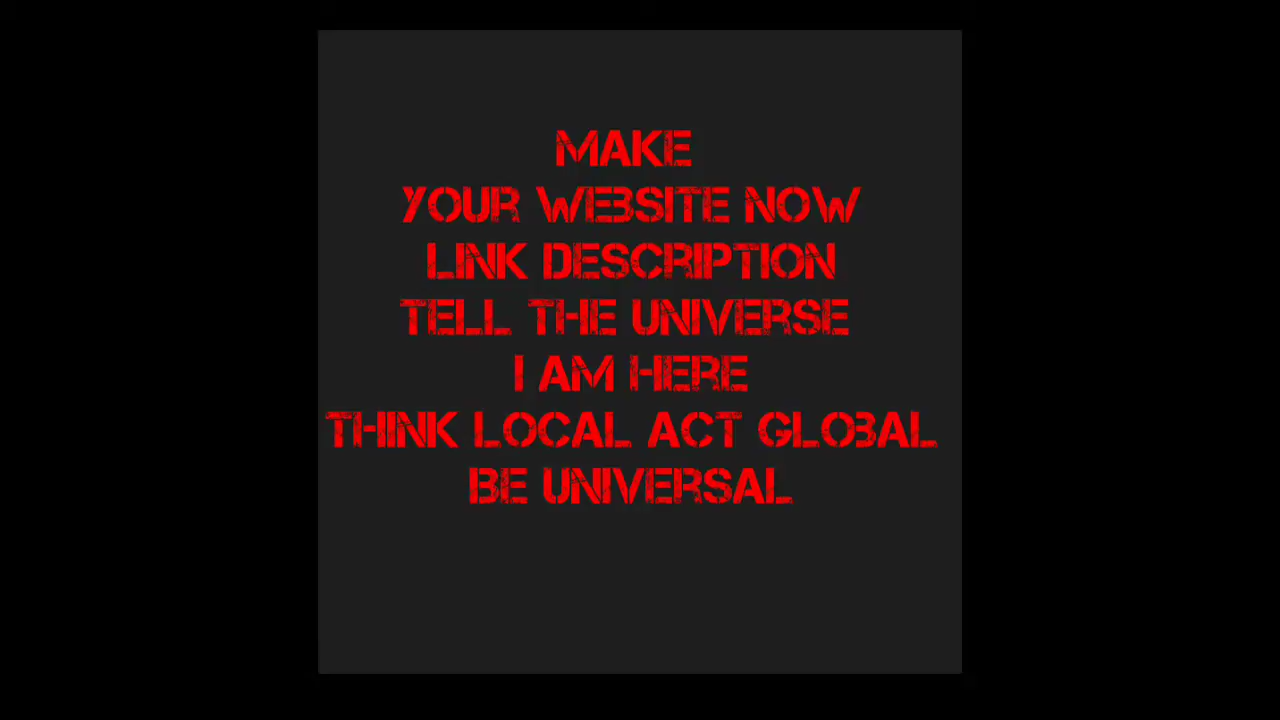 MAKE
YOUR WEBSITE NOW
LINK DESCRIPTION
TELL THE UNIVERSE
I AM HERE
THINK LOCAL ACT GLOBAL
BE UNIVERSAL